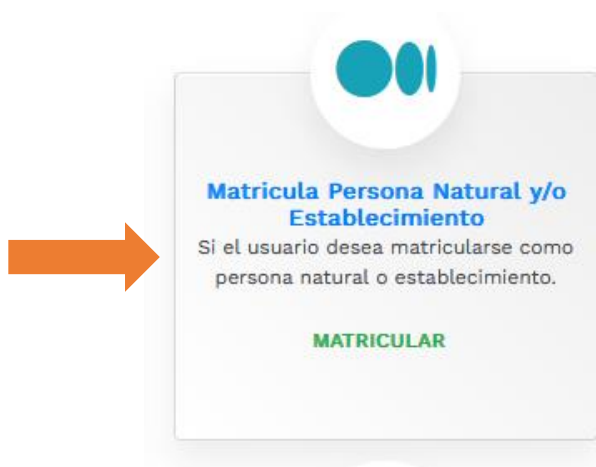 Matricula Persona Natural y/o
Establecimiento
Si el usuario desea matricularse como
persona natural o establecimiento.
MATRICULAR